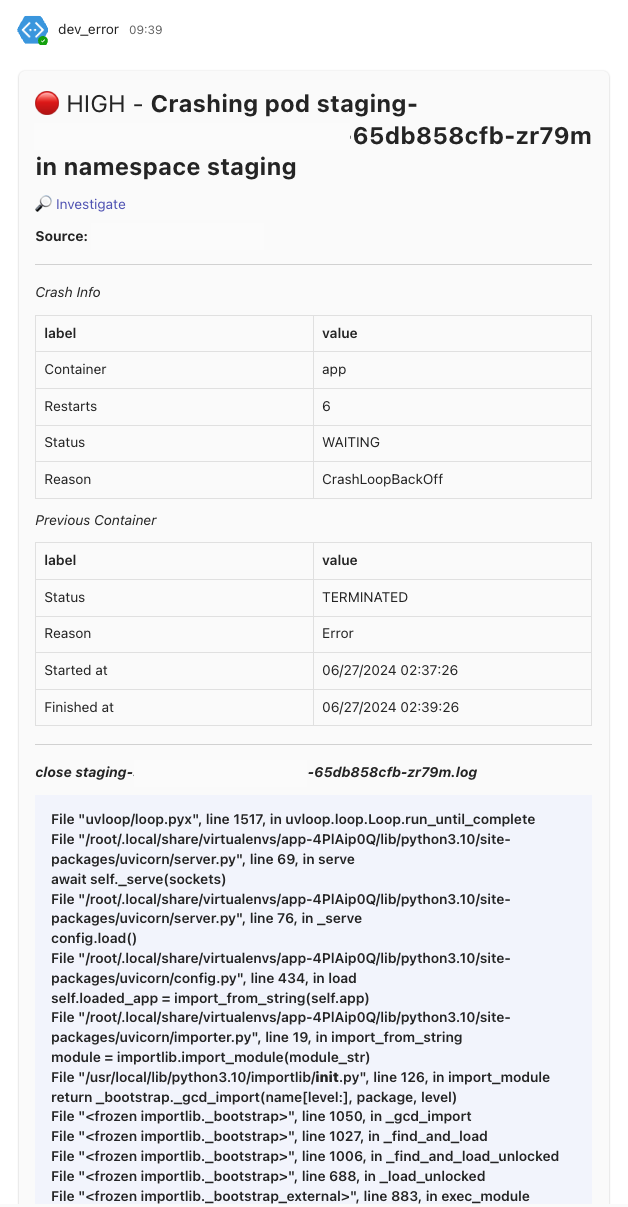 dev_error 09:39
HIGH - Crashing pod staging-
65db858cfb-zr79m
in namespace staging
Investigate
Source:
Crash Info
label value
Container app
Restarts 6
Status WAITING
Reason CrashLoopBackOff
Previous Container
label value
Status TERMINATED
Reason Error
Started at 06/27/2024 02:37:26
Finished at 06/27/2024 02:39:26
close staging- -65db858cfb-zr79m.log
File "uvloop/loop.pyx", line 1517, in uvloop.loop.Loop.run_until_complete
File "/root/.local/share/virtualenvs/app-4PlAip0Q/lib/python3.10/site-
packages/uvicorn/server.py", line 69, in serve
await self._serve(sockets)
File "/root/.local/share/virtualenvs/app-4PlAip0Q/lib/python3.10/site-
packages/uvicorn/server.py", line 76, in _serve
config.load()
File "/root/.local/share/virtualenvs/app-4PlAip0Q/lib/python3.10/site-
packages/uvicorn/config.py", line 434, in load
self.loaded_app = import_from_string(self.app)
File "/root/.local/share/virtualenvs/app-4PlAip0Q/lib/python3.10/site-
packages/uvicorn/importer.py", line 19, in import_from_string
module = importlib.import_module(module_str)
File "/usr/local/lib/python3.10/importlib/init.py", line 126, in import_module
return _bootstrap._gcd_import(name[level:], package, level)
File "<frozen importlib._bootstrap>", line 1050, in _gcd_import
File "<frozen importlib._bootstrap>", line 1027, in _find_and_load
File "<frozen importlib._bootstrap>", line 1006, in _find_and_load_unlocked
File "<frozen importlib._bootstrap>", line 688, in _load_unlocked
File "<frozen importlib._bootstrap_external>", line 883, in exec_module